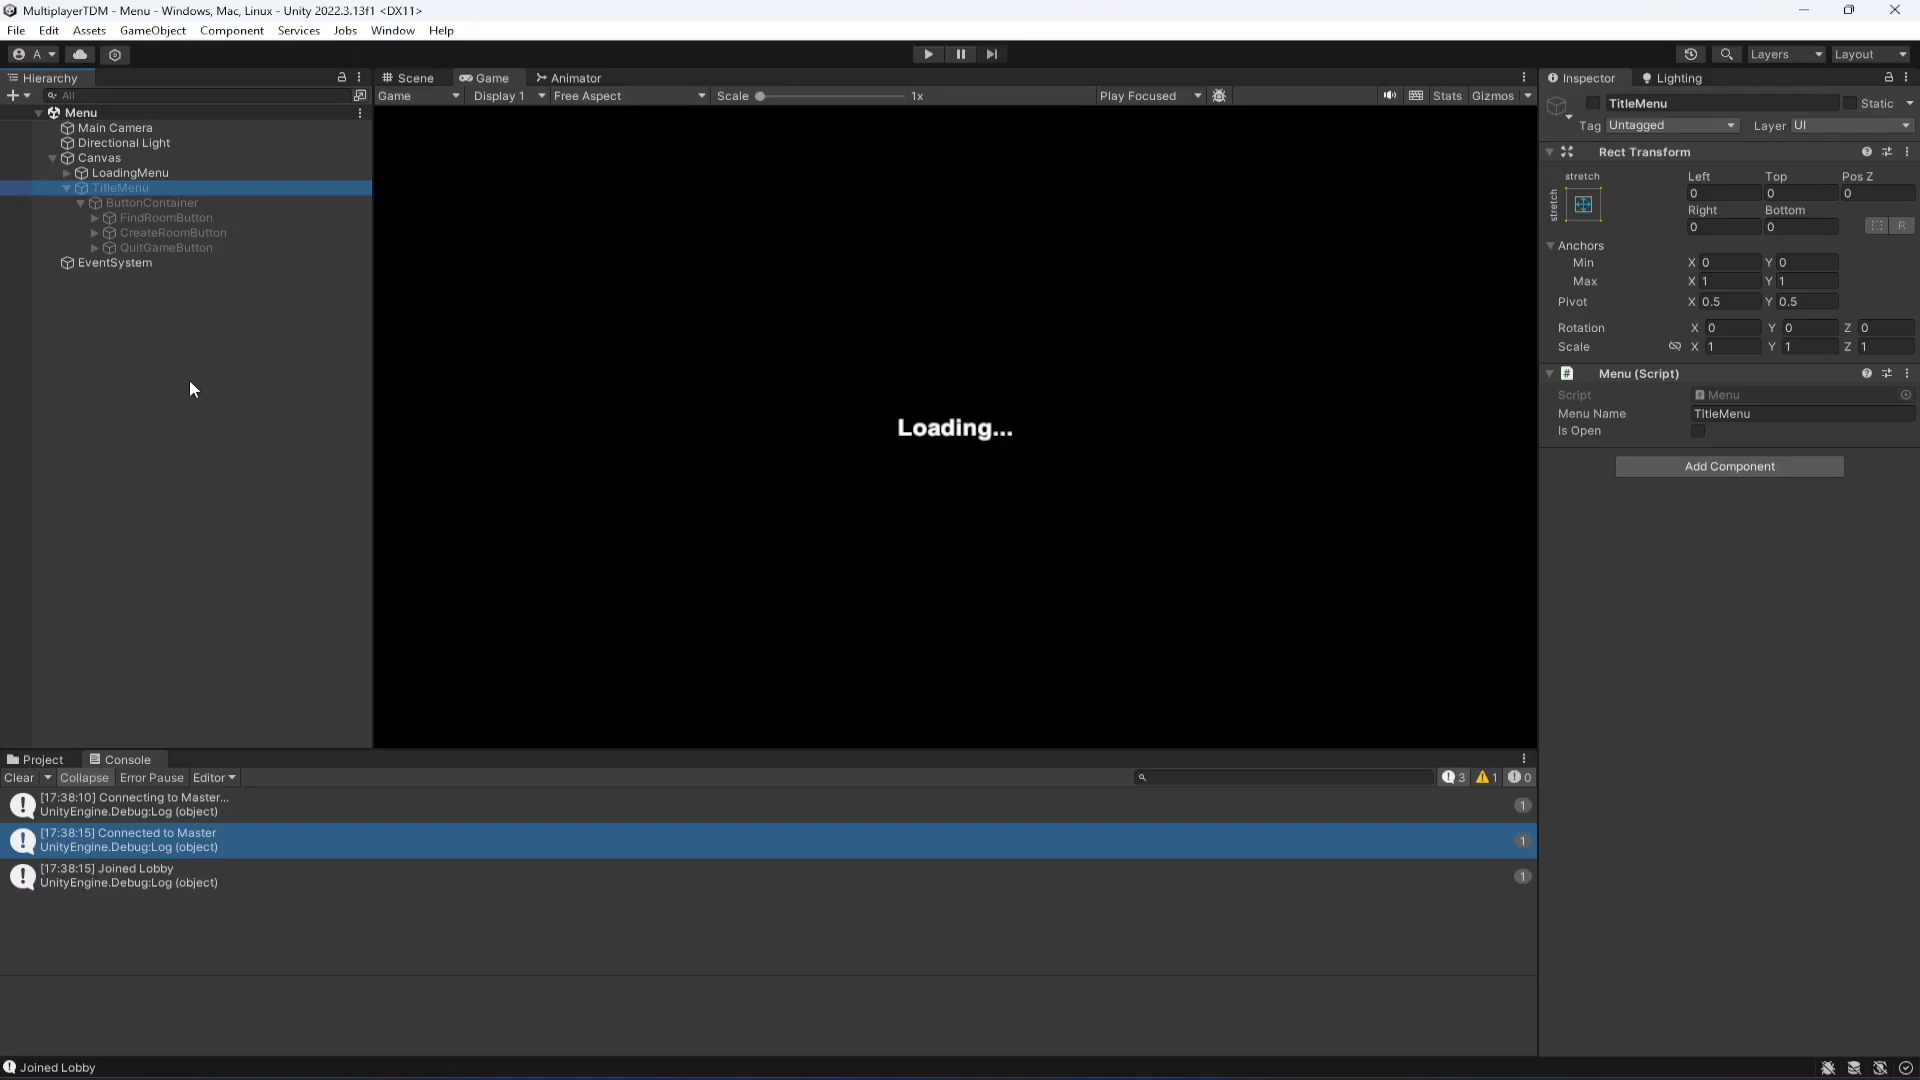 MultiplayerTDM - Menu - Windows, Mac, Linux - Unity 2022.3.13f1 <DX11>
File Edit Assets GameObject Component Services Jobs Window Help
A Layers Layout
Hierarchy Scene Game Animator Inspector Lighting
All Game Display 1 Free Aspect Scale 1x Play Focused Stats Gizmos
TitleMenu Static
Tag Untagged Layer UI
Menu
Main Camera
Directional Light
Canvas
LoadingMenu
TitleMenu
ButtonContainer
FindRoomButton
CreateRoomButton
QuitGameButton
EventSystem
Loading...
Rect Transform
stretch Left Top Pos Z
stretch 0 0 0
Right Bottom
0 0 R
Anchors
Min X 0 Y 0
Max X 1 Y 1
Pivot X 0.5 Y 0.5
Rotation X 0 Y 0 Z 0
Scale X 1 Y 1 Z 1
# Menu (Script)
Script Menu
Menu Name TitleMenu
Is Open
Add Component
Project Console
Clear Collapse Error Pause Editor 3 1 0
[17:38:10] Connecting to Master...
UnityEngine.Debug:Log (object) 1
[17:38:15] Connected to Master
UnityEngine.Debug:Log (object) 1
[17:38:15] Joined Lobby
UnityEngine.Debug:Log (object) 1
Joined Lobby